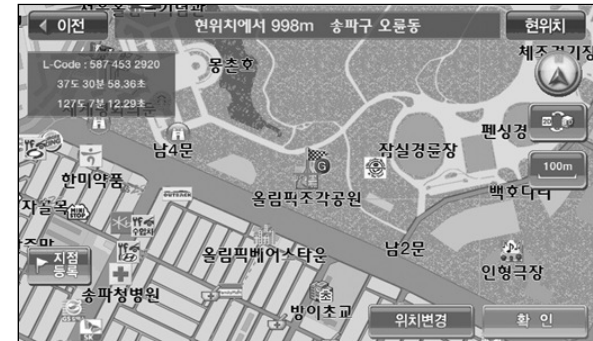 이전
현위치에서 998m 송파구 오륜동
현위치
L-Code : 587 453 2920
37도 30분 58.36초
127도 7분 12.29초
몽촌호
남4문
잠실경륜장
펜싱경
100m
G
한미약품
올림픽조각공원
백호다리
OUTBACK
올림픽베어스타운
남2문
인형극장
지점
등록
송파청병원
방이초교
SK
위치변경
확인